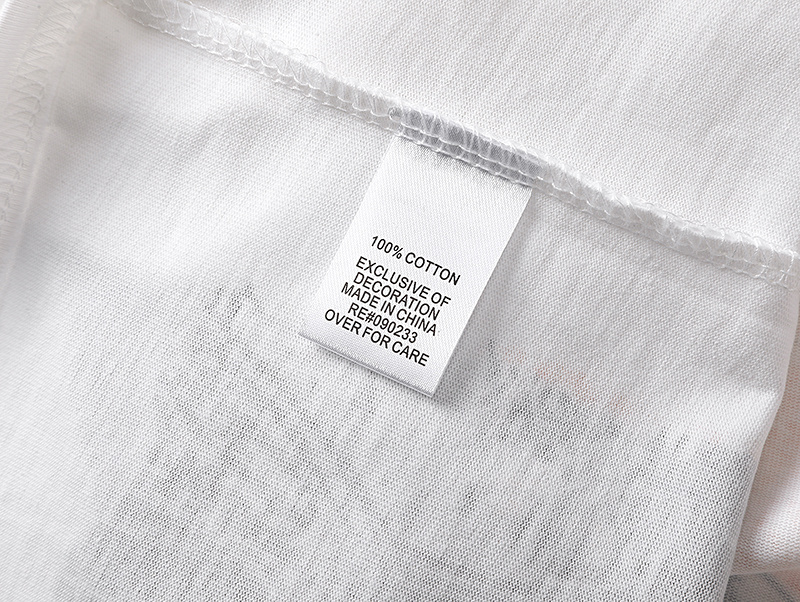 100% COTTON
EXCLUSIVE OF
DECORATION
MADE IN CHINA
RE#090233
OVER FOR CARE